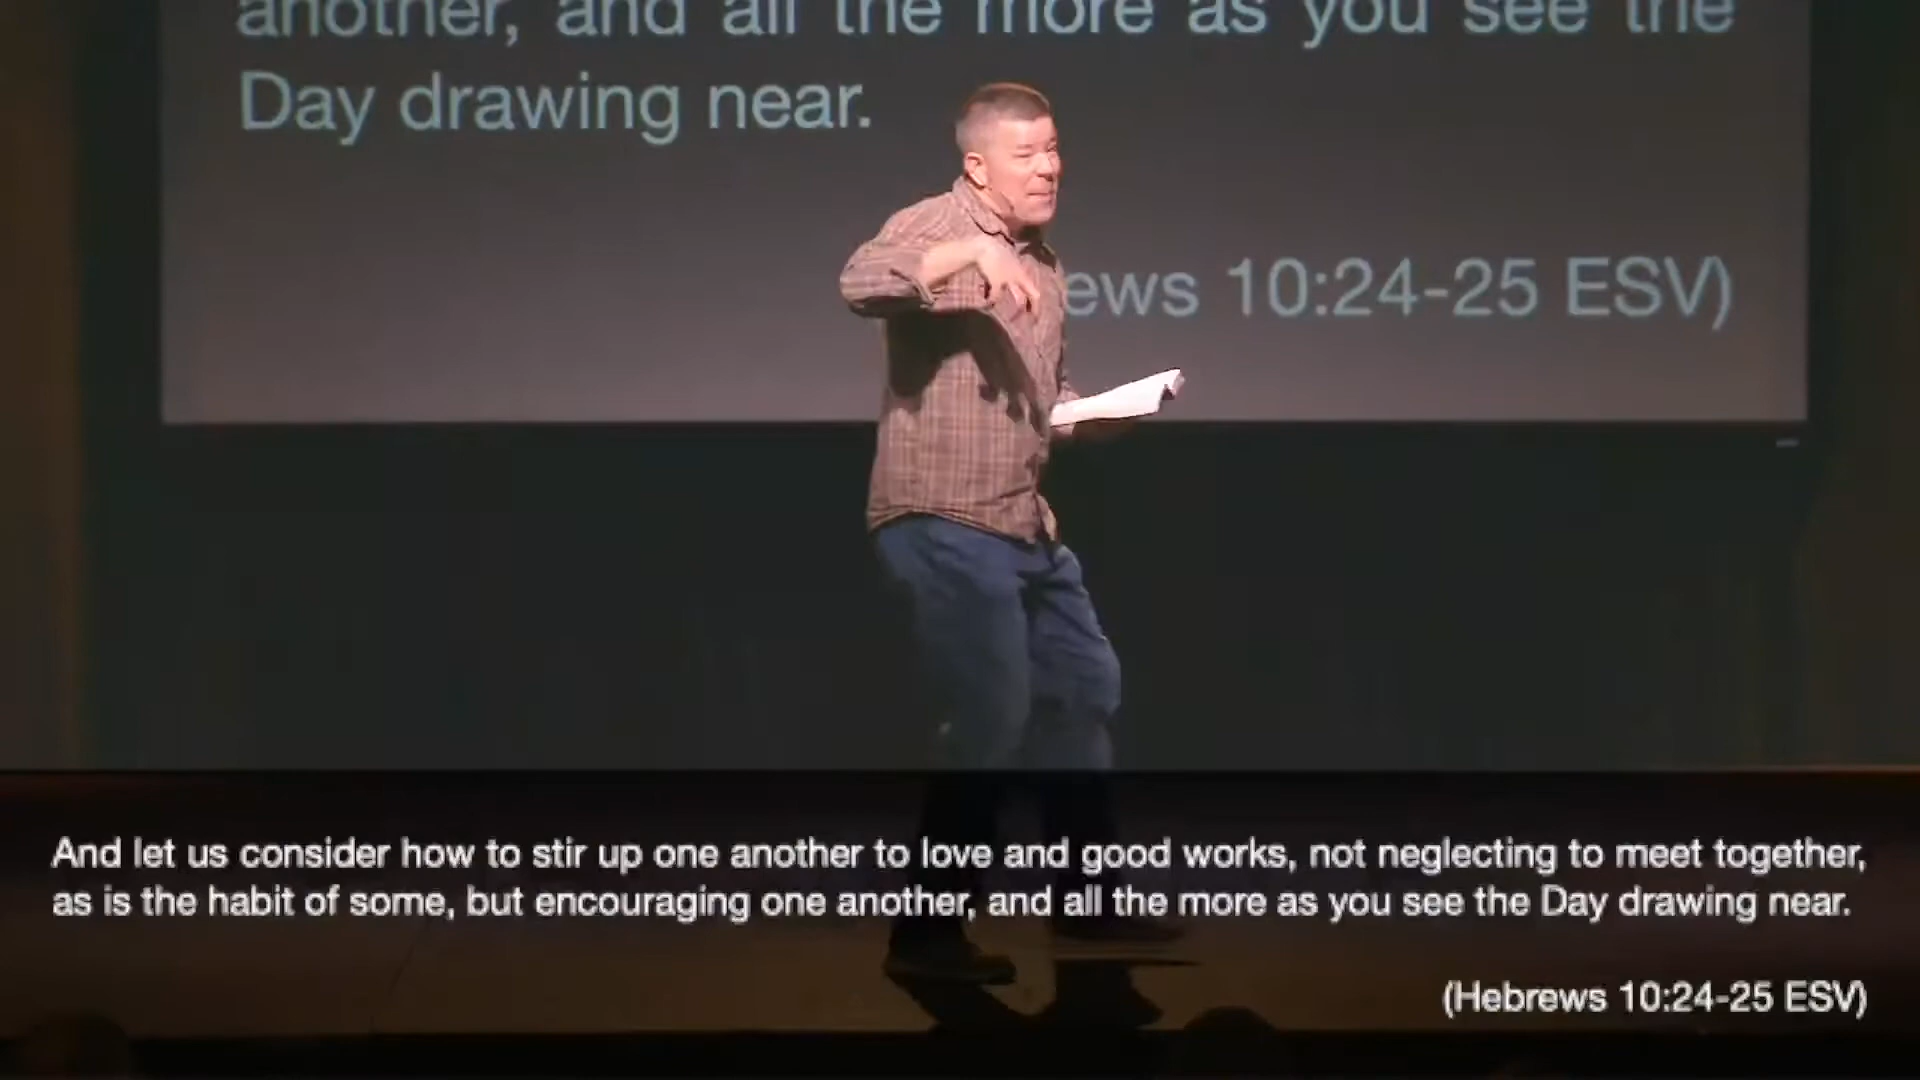 another, and all the more as you see the
Day drawing near.
ews 10:24-25 ESV)
And let us consider how to stir up one another to love and good works, not neglecting to meet together,
as is the habit of some, but encouraging one another, and all the more as you see the Day drawing near.
(Hebrews 10:24-25 ESV)